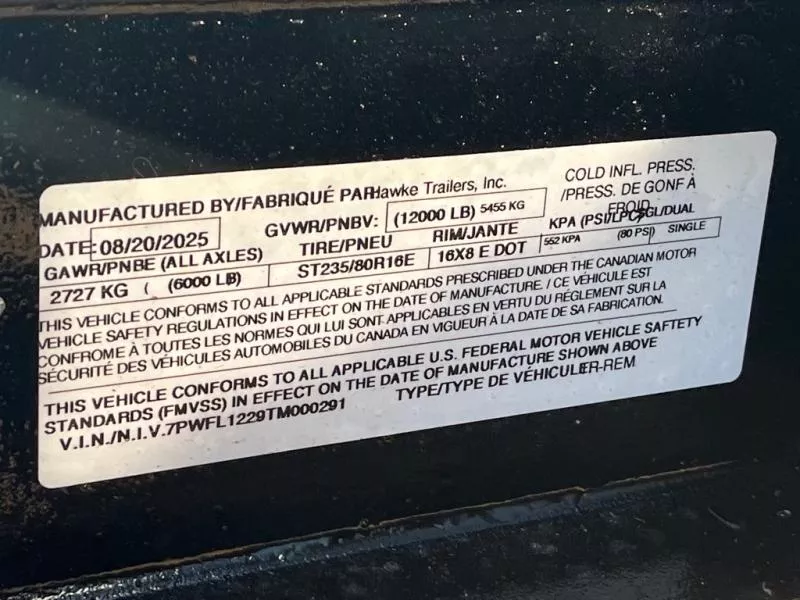 MANUFACTURED BY/FABRIQUÉ PAR Hawke Trailers, Inc.
COLD INFL. PRESS.
/PRESS. DE GONF À
FROID
DATE: 08/20/2025
GVWR/PNBV: (12000 LB) 5455 KG
GAWR/PNBE (ALL AXLES) TIRE/PNEU RIM/JANTE KPA (PSI/LPC) SGL/DUAL
2727 KG ( (6000 LB) ST235/80R16E 16X8 E DOT 552 KPA (80 PSI) SINGLE
THIS VEHICLE CONFORMS TO ALL APPLICABLE STANDARDS PRESCRIBED UNDER THE CANADIAN MOTOR
VEHICLE SAFETY REGULATIONS IN EFFECT ON THE DATE OF MANUFACTURE. / CE VÉHICULE EST
CONFROME À TOUTES LES NORMES QUI LUI SONT APPLICABLES EN VERTU DU RÉGLEMENT SUR LA
SÉCURITÉ DES VÉHICULES AUTOMOBILES DU CANADA EN VIGUEUR À LA DATE DE SA FABRICATION.
THIS VEHICLE CONFORMS TO ALL APPLICABLE U.S. FEDERAL MOTOR VEHICLE SAFETY
STANDARDS (FMVSS) IN EFFECT ON THE DATE OF MANUFACTURE SHOWN ABOVE
V.I.N./N.I.V.7PWFL1229TM000291 TYPE/TYPE DE VÉHICULE